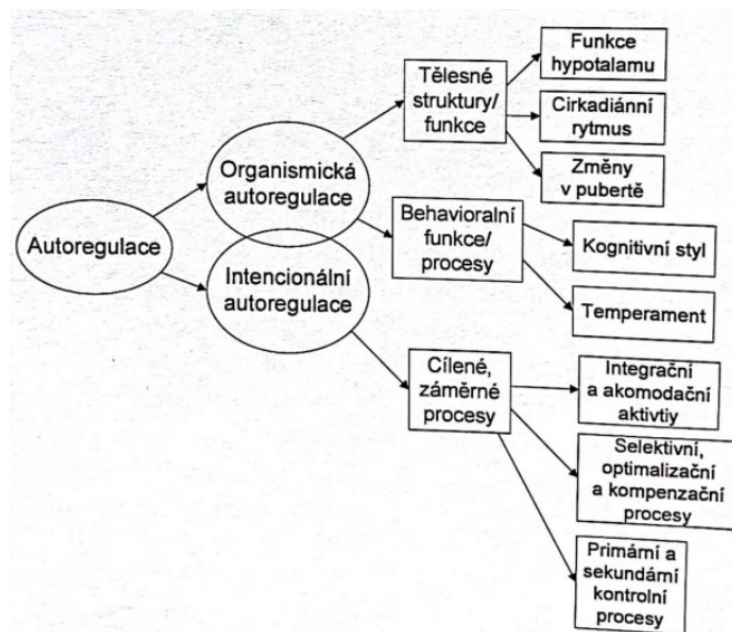 Autoregulace
Organismická
autoregulace
Intencionální
autoregulace
Tělesné
struktury/
funkce
Behavioralní
funkce/
procesy
Cílené,
záměrné
procesy
Funkce
hypotalamu
Cirkadiánní
rytmus
Změny
v pubertě
Kognitivní styl
Temperament
Integrační
a akomodační
aktivtiy
Selektivní,
optimalizační
a kompenzační
procesy
Primární a
sekundární
kontrolní
procesy